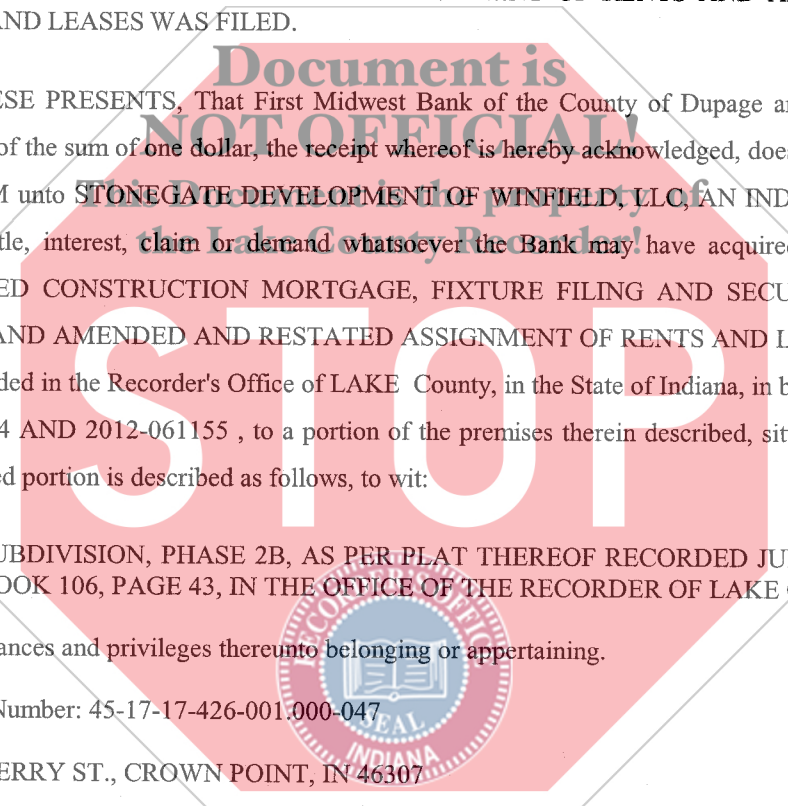 AND LEASES WAS FILED.
Document is
ESE PRESENTS, That First Midwest Bank of the County of Dupage a
NOT OFFICIAL!
of the sum of one dollar, the receipt whereof is hereby acknowledged, doe
This Document is the property of
M unto STONEGATE DEVELOPMENT OF WINFIELD, LLC, AN IND
the Lake County Recorder!
tle, interest, claim or demand whatsoever the Bank may have acquire
ED CONSTRUCTION MORTGAGE, FIXTURE FILING AND SECU
AND AMENDED AND RESTATED ASSIGNMENT OF RENTS AND L
ded in the Recorder's Office of LAKE County, in the State of Indiana, in b
4 AND 2012-061155 , to a portion of the premises therein described, sit
ed portion is described as follows, to wit:
STOP
UBDIVISION, PHASE 2B, AS PER PLAT THEREOF RECORDED JU
OOK 106, PAGE 43, IN THE OFFICE OF THE RECORDER OF LAKE
ances and privileges thereunto belonging or appertaining.
RECORDER'S OFFICE
Number: 45-17-17-426-001.000-047
SEAL
INDIANA
ERRY ST., CROWN POINT, IN 46307